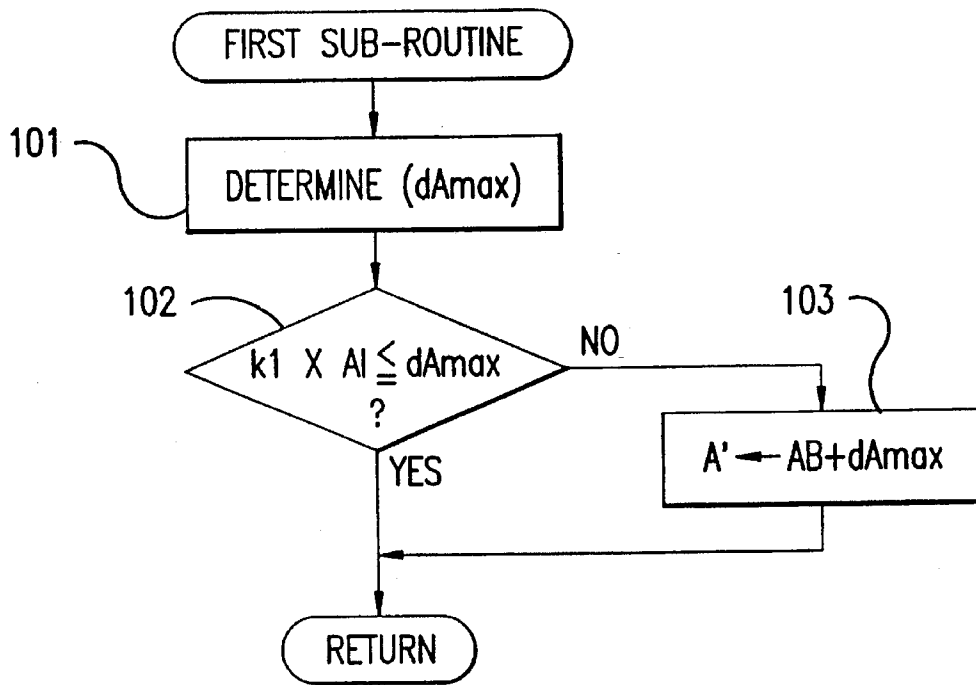 FIRST SUB-ROUTINE
101
DETERMINE (dAmax)
102
k1 X AI ≦ dAmax
?
NO
YES
103
A' ← AB+dAmax
RETURN